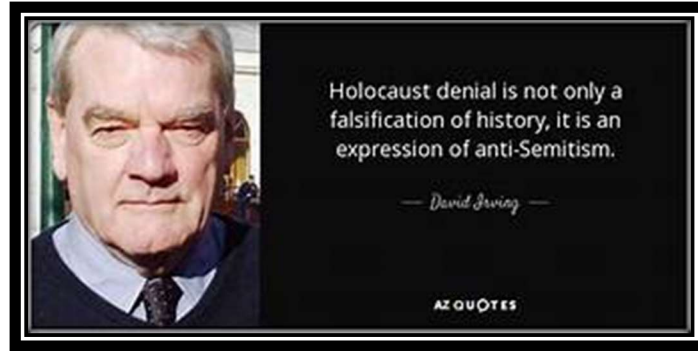 Holocaust denial is not only a
falsification of history, it is an
expression of anti-Semitism.
— David Irving —
AZ QUOTES